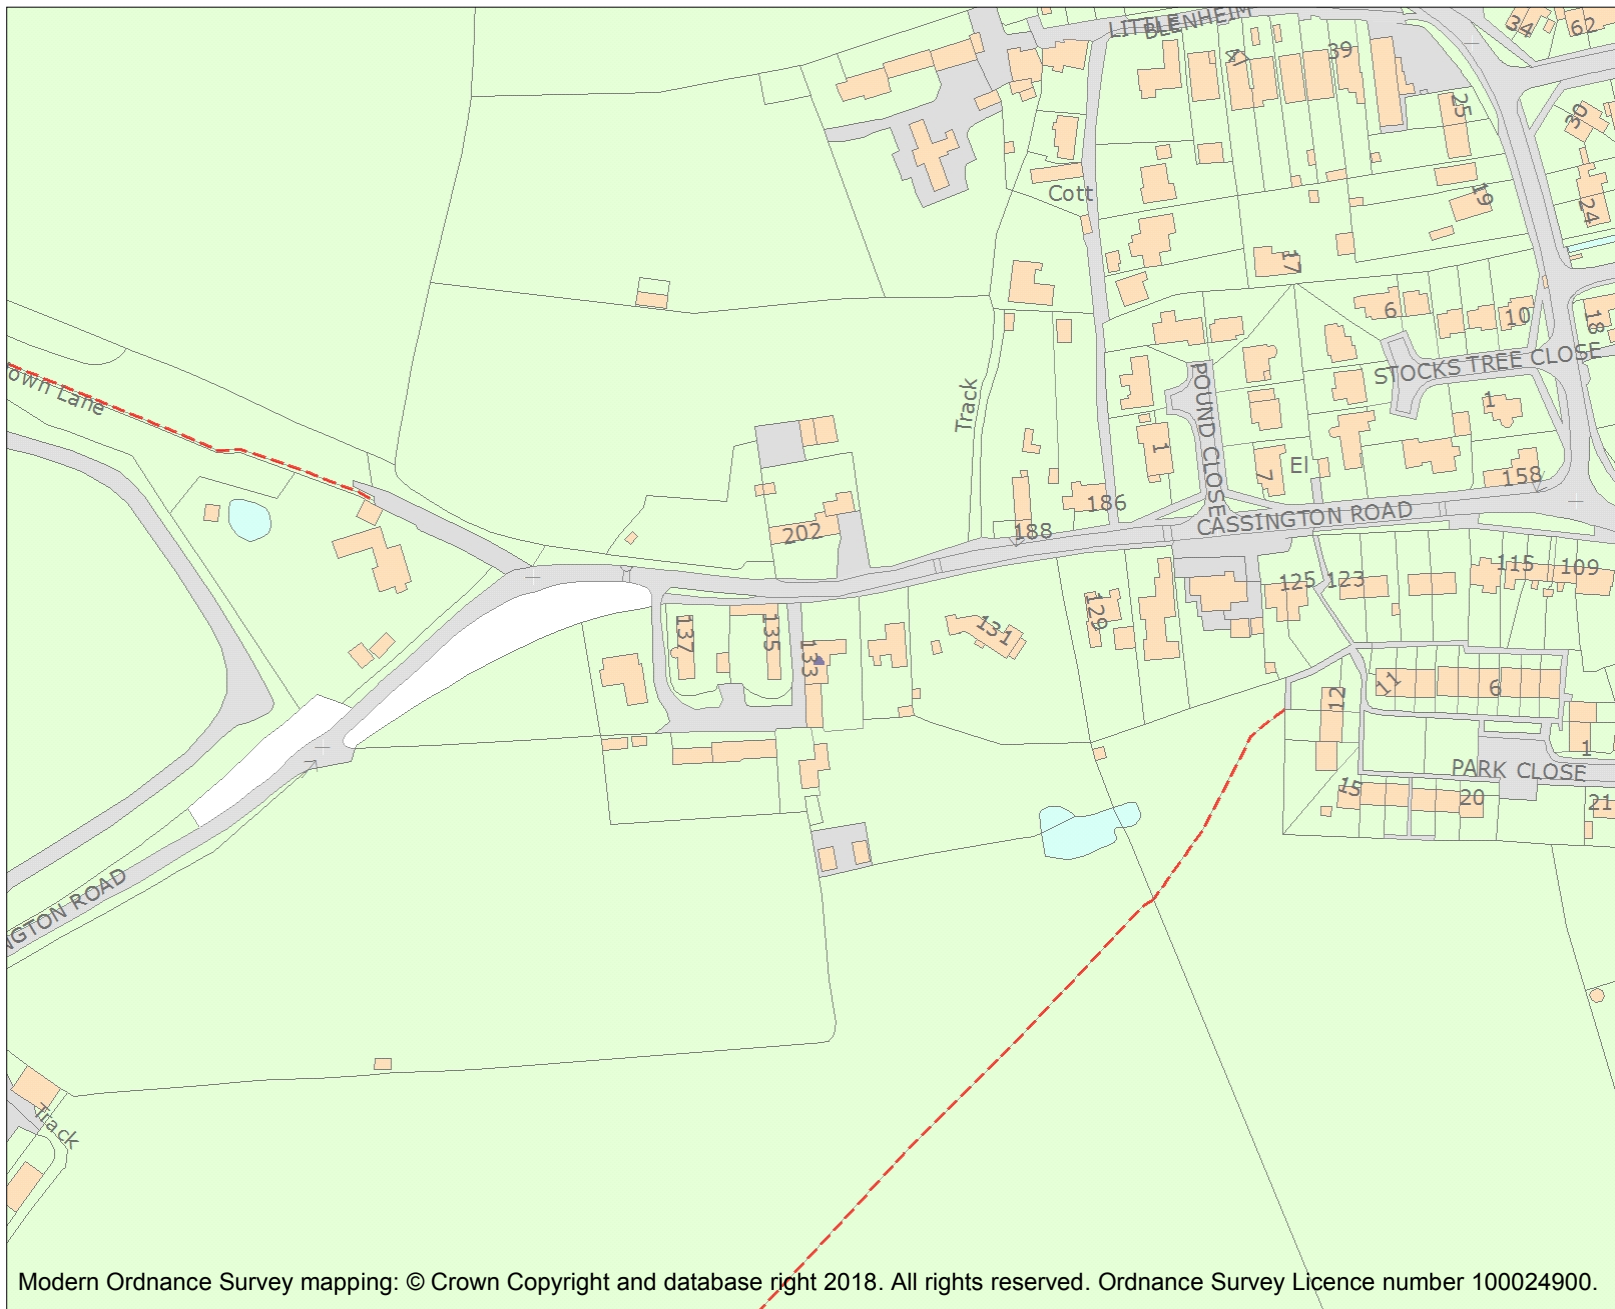 LITTLE BLENHEIM
34
62
47
39
25
30
Cott
19
24
17
6
10
18
STOCKS TREE CLOSE
own Lane
Track
POUND CLOSE
1
1
7
El
158
186
188
CASSINGTON ROAD
202
115
109
125
123
129
131
137
135
133
11
6
12
1
PARK CLOSE
15
20
21
NGTON ROAD
Track
Modern Ordnance Survey mapping: © Crown Copyright and database right 2018. All rights reserved. Ordnance Survey Licence number 100024900.